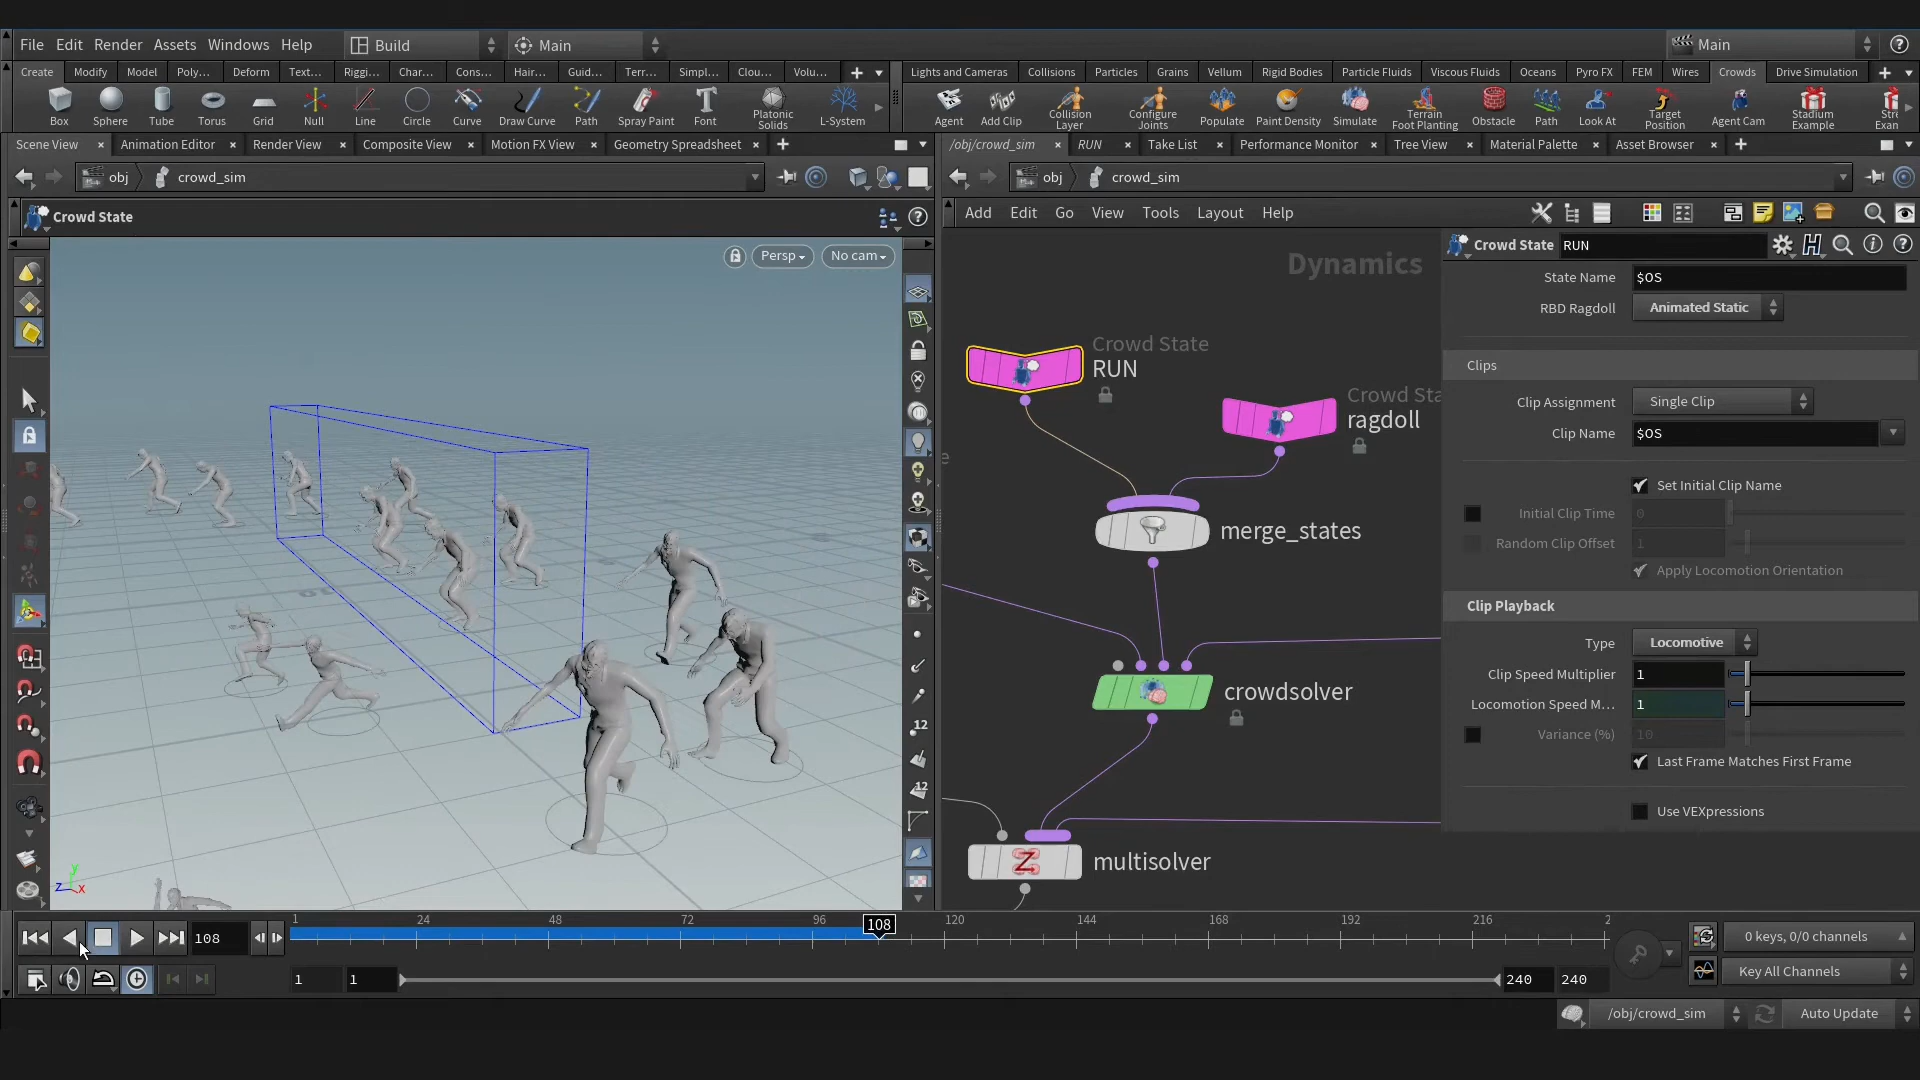 File Edit Render Assets Windows Help Build Main Main
Create Modify Model Poly... Deform Text... Riggi... Char... Cons... Hair... Guid... Terr... Simpl... Clou... Volu... Lights and Cameras Collisions Particles Grains Vellum Rigid Bodies Particle Fluids Viscous Fluids Oceans Pyro FX FEM Wires Crowds Drive Simulation
Box Sphere Tube Torus Grid Null Line Circle Curve Draw Curve Path Spray Paint Font Platonic Solids L-System Agent Add Clip Collision Layer Configure Joints Populate Paint Density Simulate Terrain Foot Planting Obstacle Path Look At Target Position Agent Cam Stadium Example Stre Exan
Scene View Animation Editor Render View Composite View Motion FX View Geometry Spreadsheet /obj/crowd_sim RUN Take List Performance Monitor Tree View Material Palette Asset Browser
obj crowd_sim obj crowd_sim
Crowd State Add Edit Go View Tools Layout Help
Persp No cam
Dynamics
Crowd State
RUN
Crowd Sta
ragdoll
e
merge_states
crowdsolver
multisolver
Crowd State RUN
State Name $OS
RBD Ragdoll Animated Static
Clips
Clip Assignment Single Clip
Clip Name $OS
Set Initial Clip Name
Initial Clip Time 0
Random Clip Offset 1
Apply Locomotion Orientation
Clip Playback
Type Locomotive
Clip Speed Multiplier 1
Locomotion Speed M... 1
Variance (%) 10
Last Frame Matches First Frame
Use VEXpressions
12
12
y
z x
1 24 48 72 96 108 120 144 168 192 216 2
108
0 keys, 0/0 channels
1 1 240 240 Key All Channels
/obj/crowd_sim Auto Update